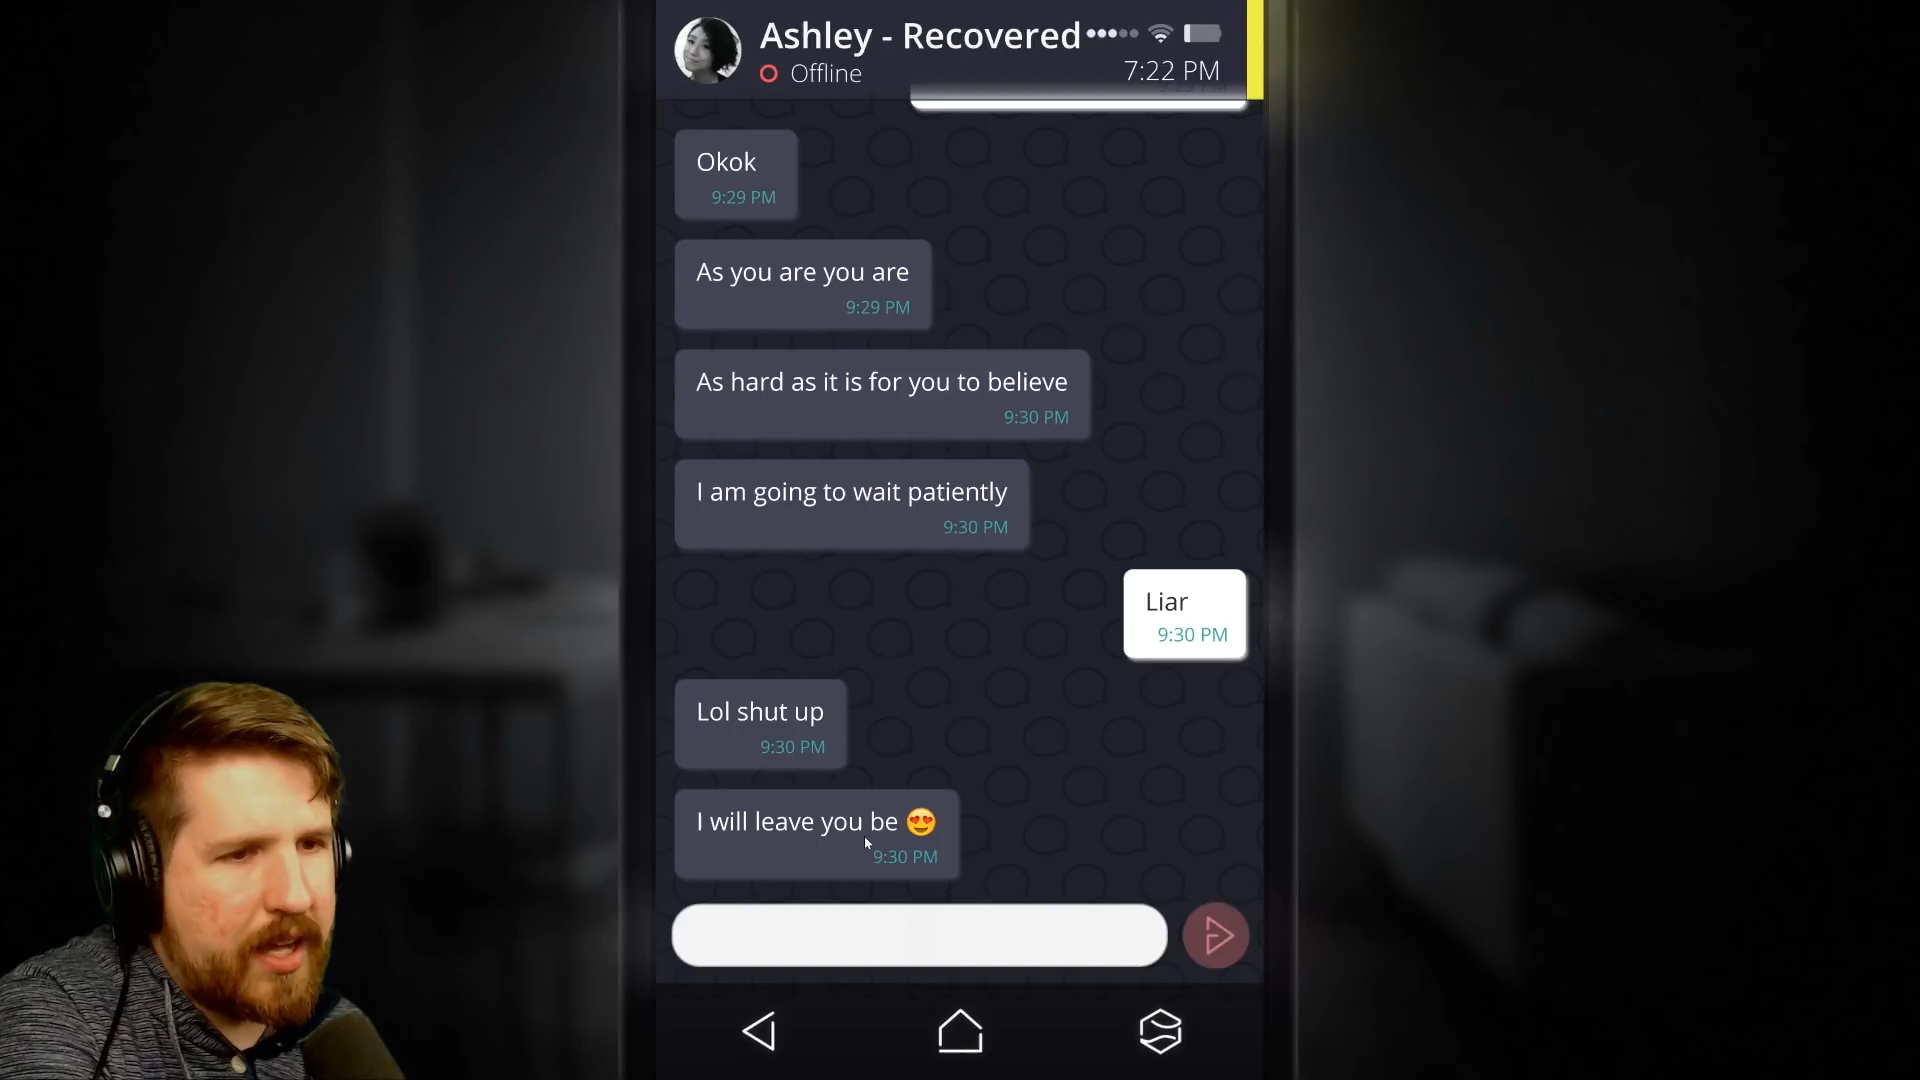 Ashley - Recovered
Offline
7:22 PM
Okok
9:29 PM
As you are you are
9:29 PM
As hard as it is for you to believe
9:30 PM
I am going to wait patiently
9:30 PM
Liar
9:30 PM
Lol shut up
9:30 PM
I will leave you be 😍
9:30 PM